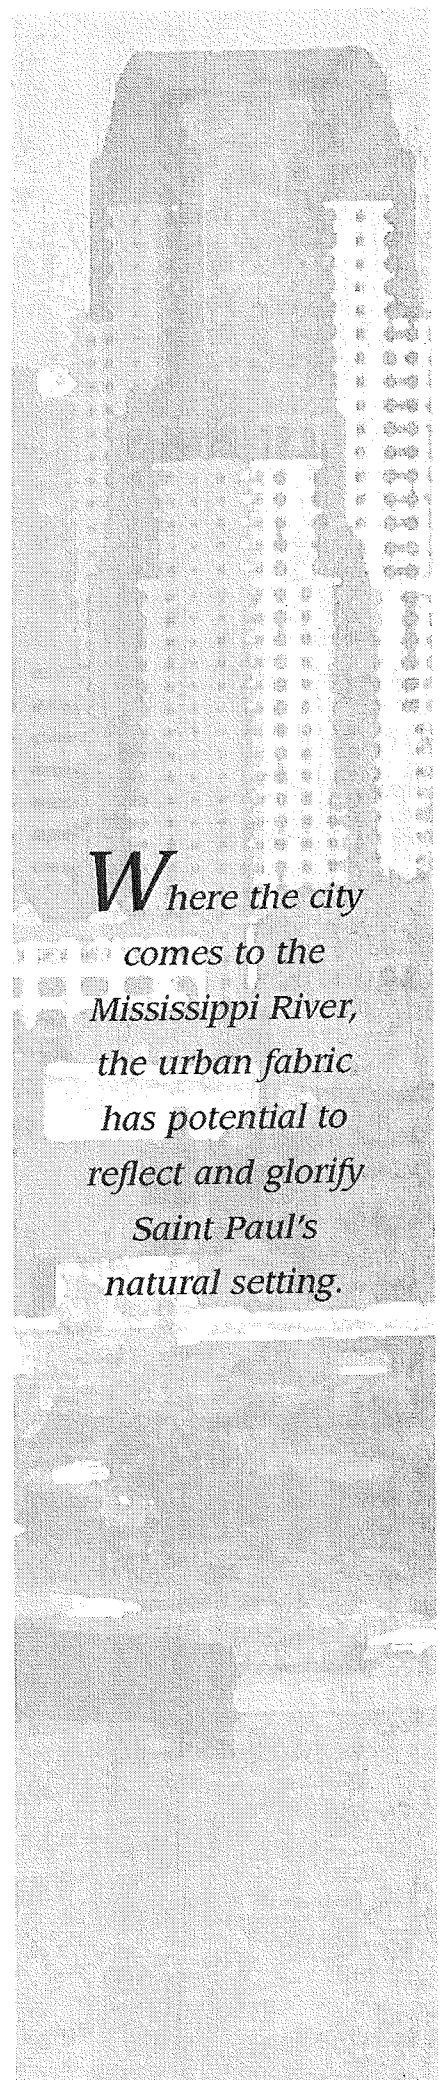 Where the city
comes to the
Mississippi River,
the urban fabric
has potential to
reflect and glorify
Saint Paul's
natural setting.